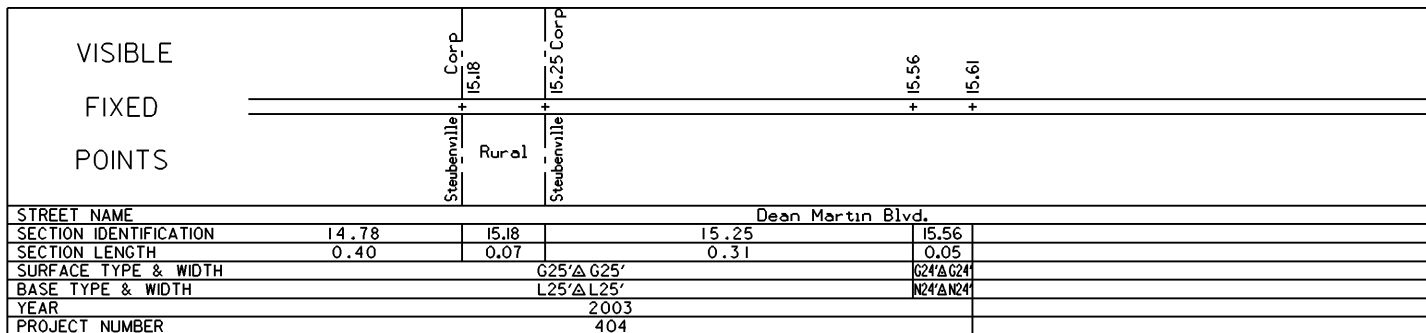 VISIBLE
FIXED
POINTS
Steubenville Corp
15.18
Rural
Steubenville
15.25 Corp
15.56
15.61
STREET NAME Dean Martin Blvd.
SECTION IDENTIFICATION 14.78 15.18 15.25 15.56
SECTION LENGTH 0.40 0.07 0.31 0.05
SURFACE TYPE & WIDTH G25'Δ G25' G24'ΔG24'
BASE TYPE & WIDTH L25'Δ L25' N24'ΔN24'
YEAR 2003
PROJECT NUMBER 404